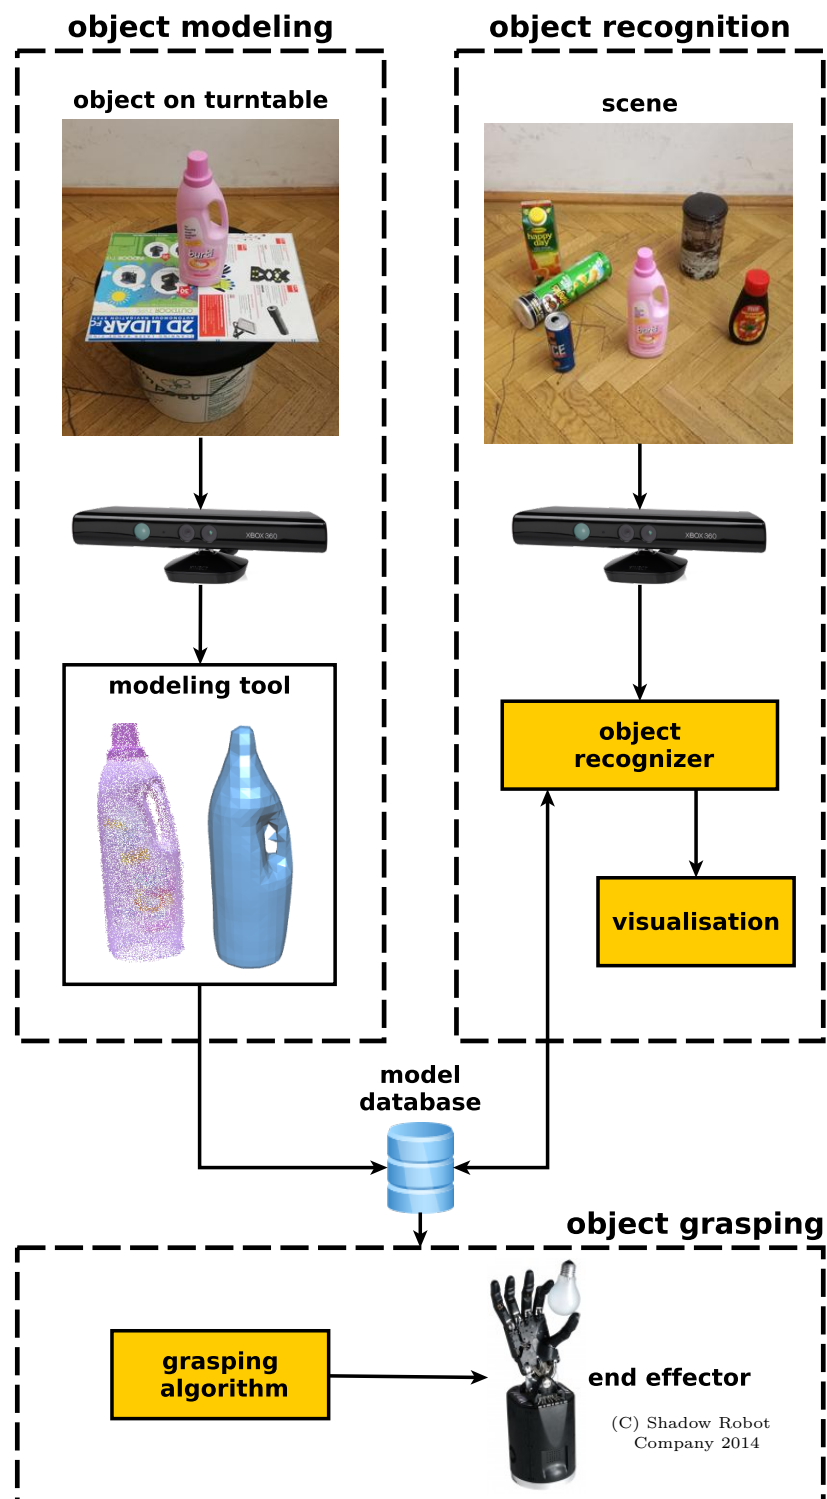 object modeling
object on turntable
Burti
2D LIDAR
XBOX 360
modeling tool
object recognition
scene
happy
day
XBOX 360
object
recognizer
visualisation
model
database
object grasping
grasping
algorithm
end effector
(C) Shadow Robot
Company 2014